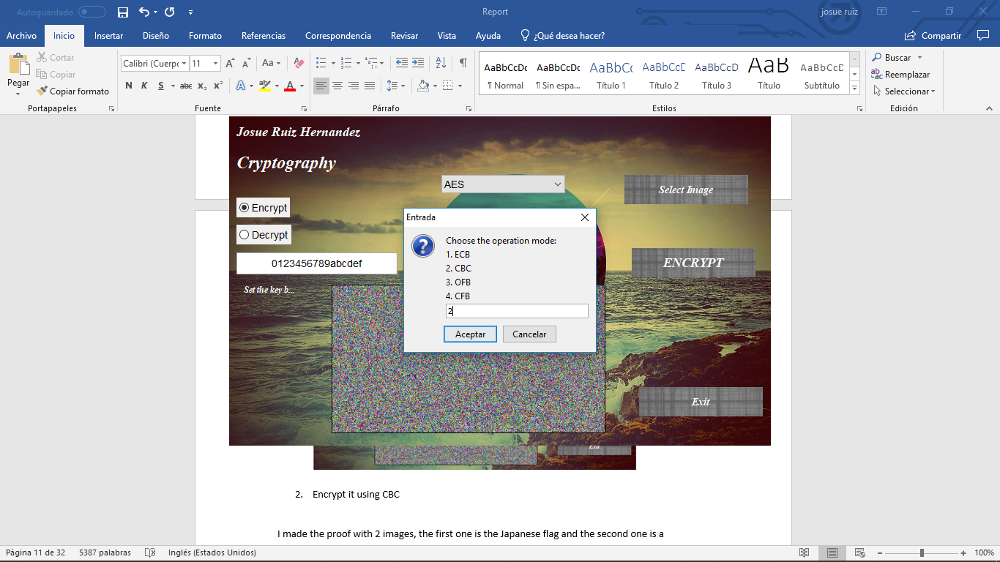 Autoguardado
Report
josue ruiz
Archivo Inicio Insertar Diseño Formato Referencias Correspondencia Revisar Vista Ayuda ¿Qué desea hacer? Compartir
Pegar
Cortar
Copiar
Copiar formato
Portapapeles
Calibri (Cuerpo 11
Aa
N K S abc x₂ x²
A aby A
Fuente
Párrafo
AaBbCcDc AaBbCcDc AaBbCc AaBbCcD AaBbCcD AaB AaBbCcD
¶ Normal ¶ Sin espa... Título 1 Título 2 Título 3 Título Subtítulo
Estilos
Buscar
Reemplazar
Seleccionar
Edición
Josue Ruiz Hernandez
Cryptography
AES
Select Image
Encrypt
Decrypt
0123456789abcdef
Set the key b...
Entrada
Choose the operation mode:
1. ECB
2. CBC
3. OFB
4. CFB
2
Aceptar Cancelar
ENCRYPT
Exit
Exit
2. Encrypt it using CBC
I made the proof with 2 images, the first one is the Japanese flag and the second one is a
Página 11 de 32 5387 palabras Inglés (Estados Unidos) 100%